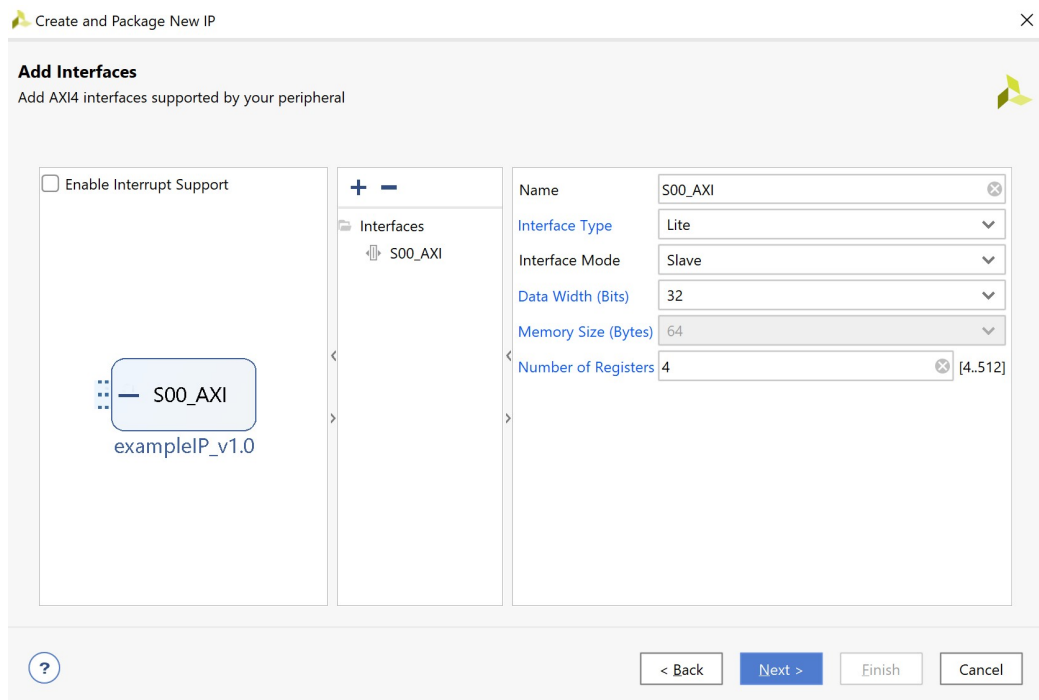 Create and Package New IP
Add Interfaces
Add AXI4 interfaces supported by your peripheral
Enable Interrupt Support
S00_AXI
exampleIP_v1.0
Interfaces
S00_AXI
Name S00_AXI
Interface Type Lite
Interface Mode Slave
Data Width (Bits) 32
Memory Size (Bytes) 64
Number of Registers 4 [4..512]
? < Back Next > Finish Cancel